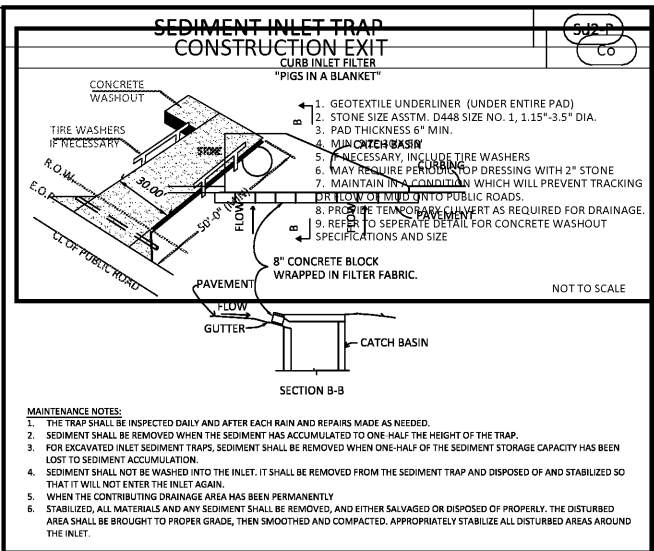 SEDIMENT INLET TRAP
CONSTRUCTION EXIT
Sd2-P
Co
CURB INLET FILTER
"PIGS IN A BLANKET"
CONCRETE
WASHOUT
TIRE WASHERS
IF NECESSARY
STONE
R.O.W.
E.O.P.
30.00'
50'-0" (MIN)
CL OF PUBLIC ROAD
B
1. GEOTEXTILE UNDERLINER (UNDER ENTIRE PAD)
2. STONE SIZE ASSTM. D448 SIZE NO. 1, 1.15"-3.5" DIA.
3. PAD THICKNESS 6" MIN.
4. MIN. SIZE
CATCH BASIN
5. IF NECESSARY, INCLUDE TIRE WASHERS
CURBING
6. MAY REQUIRE PERIODIC TOP DRESSING WITH 2" STONE
7. MAINTAIN IN A CONDITION WHICH WILL PREVENT TRACKING
OR FLOW OF MUD ONTO PUBLIC ROADS.
8. PROVIDE TEMPORARY CULVERT AS REQUIRED FOR DRAINAGE.
PAVEMENT
9. REFER TO SEPERATE DETAIL FOR CONCRETE WASHOUT
SPECIFICATIONS AND SIZE
FLOW
FLOW
B
8" CONCRETE BLOCK
WRAPPED IN FILTER FABRIC.
NOT TO SCALE
PAVEMENT
FLOW
GUTTER
CATCH BASIN
SECTION B-B
MAINTENANCE NOTES:
1. THE TRAP SHALL BE INSPECTED DAILY AND AFTER EACH RAIN AND REPAIRS MADE AS NEEDED.
2. SEDIMENT SHALL BE REMOVED WHEN THE SEDIMENT HAS ACCUMULATED TO ONE-HALF THE HEIGHT OF THE TRAP.
3. FOR EXCAVATED INLET SEDIMENT TRAPS, SEDIMENT SHALL BE REMOVED WHEN ONE-HALF OF THE SEDIMENT STORAGE CAPACITY HAS BEEN
LOST TO SEDIMENT ACCUMULATION.
4. SEDIMENT SHALL NOT BE WASHED INTO THE INLET. IT SHALL BE REMOVED FROM THE SEDIMENT TRAP AND DISPOSED OF AND STABILIZED SO
THAT IT WILL NOT ENTER THE INLET AGAIN.
5. WHEN THE CONTRIBUTING DRAINAGE AREA HAS BEEN PERMANENTLY
6. STABILIZED, ALL MATERIALS AND ANY SEDIMENT SHALL BE REMOVED, AND EITHER SALVAGED OR DISPOSED OF PROPERLY. THE DISTURBED
AREA SHALL BE BROUGHT TO PROPER GRADE, THEN SMOOTHED AND COMPACTED. APPROPRIATELY STABILIZE ALL DISTURBED AREAS AROUND
THE INLET.